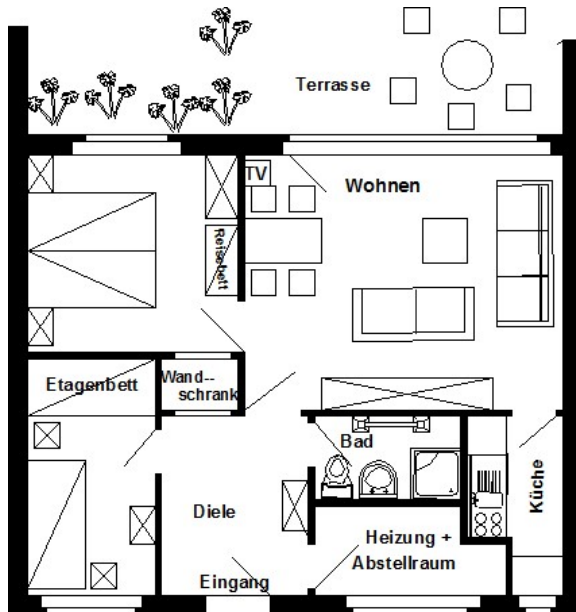 Terrasse
TV
Wohnen
Reisebett
Etagenbett
Wand--
schrank
Bad
Küche
Diele
Heizung +
Abstellraum
Eingang